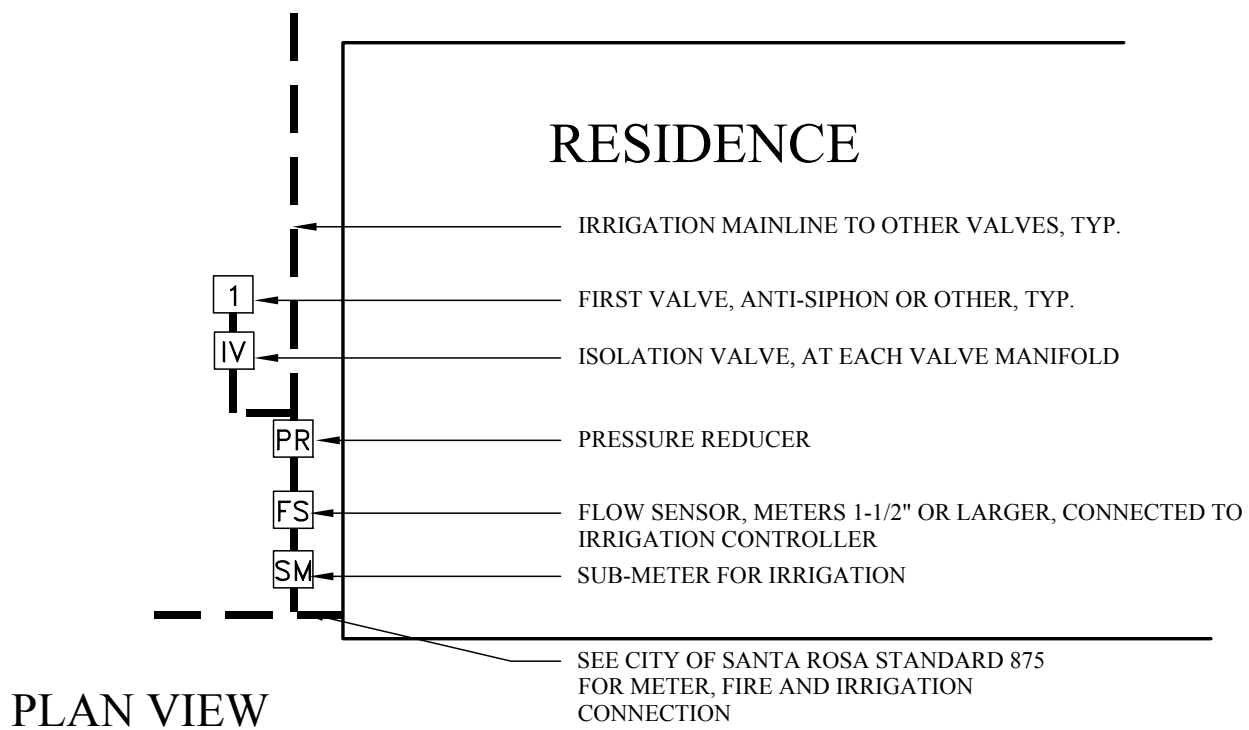 RESIDENCE
IRRIGATION MAINLINE TO OTHER VALVES, TYP.
1
FIRST VALVE, ANTI-SIPHON OR OTHER, TYP.
IV
ISOLATION VALVE, AT EACH VALVE MANIFOLD
PR
PRESSURE REDUCER
FS
FLOW SENSOR, METERS 1-1/2" OR LARGER, CONNECTED TO
IRRIGATION CONTROLLER
SM
SUB-METER FOR IRRIGATION
SEE CITY OF SANTA ROSA STANDARD 875
FOR METER, FIRE AND IRRIGATION
CONNECTION
PLAN VIEW